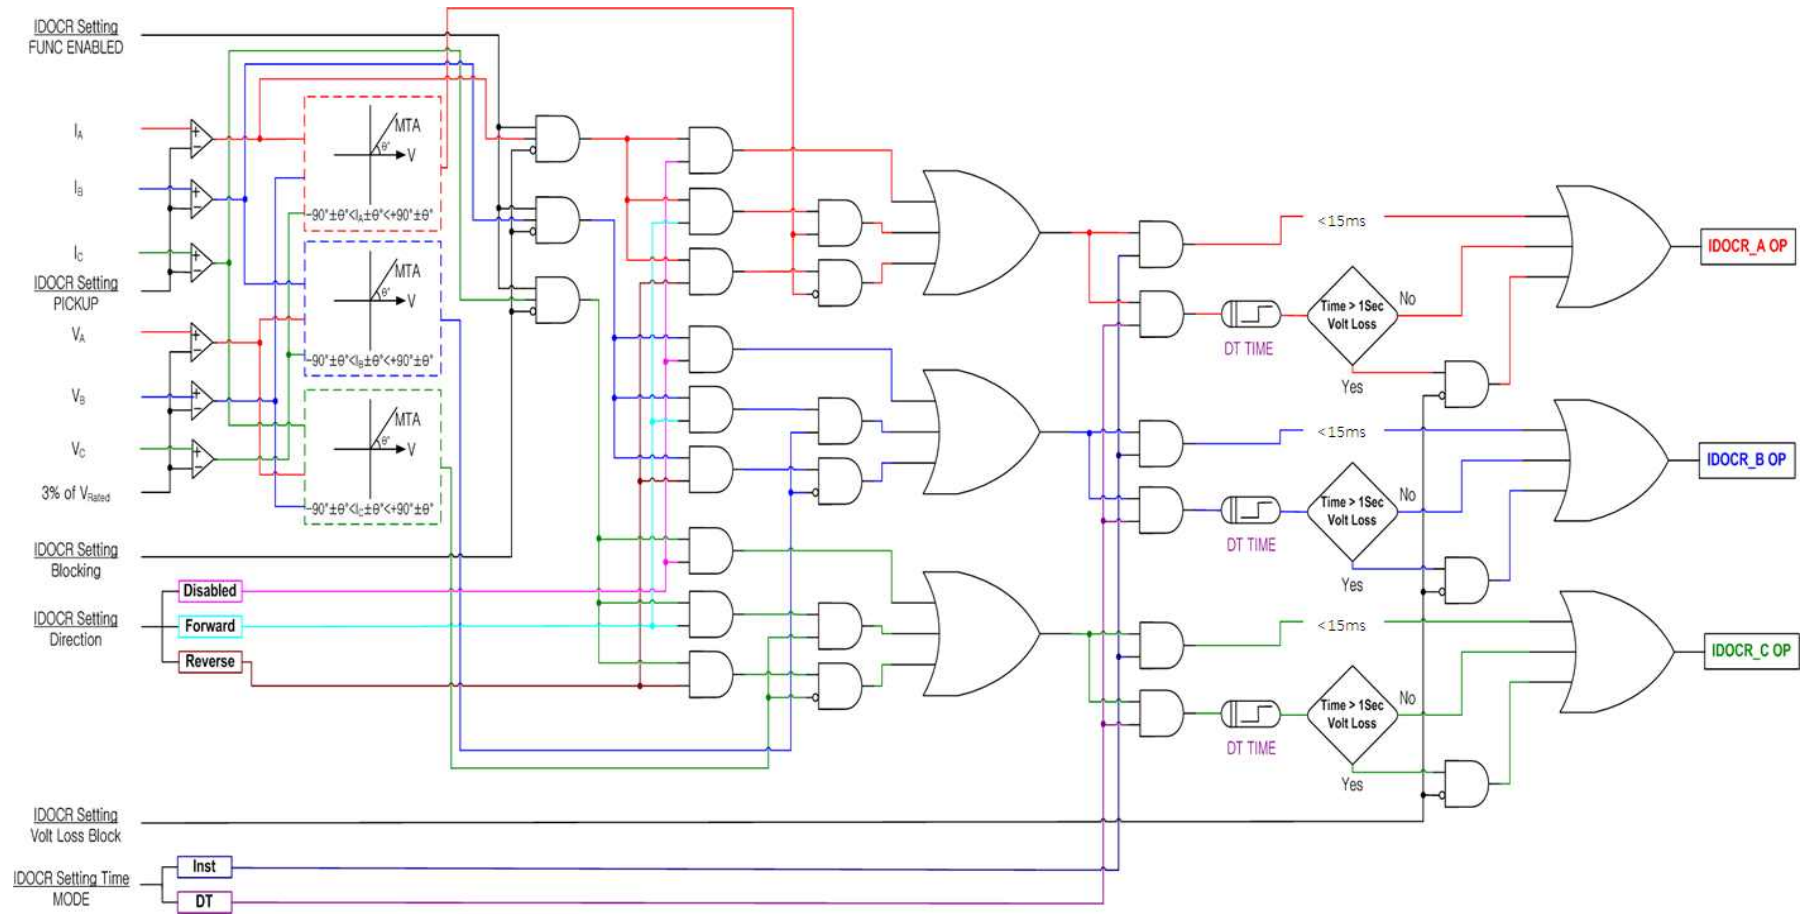 IDOCR Setting
FUNC ENABLED
IA
IB
IC
IDOCR Setting
PICKUP
VA
VB
VC
3% of VRated
IDOCR Setting
Blocking
IDOCR Setting
Direction
Disabled
Forward
Reverse
IDOCR Setting
Volt Loss Block
IDOCR Setting Time
MODE
Inst
DT
+
−
+
−
+
−
+
−
+
−
+
−
MTA
θ°
V
−90°±θ°<IA±θ°<+90°±θ°
MTA
θ°
V
−90°±θ°<IB±θ°<+90°±θ°
MTA
θ°
V
−90°±θ°<IC±θ°<+90°±θ°
<15ms
DT TIME
Time > 1Sec
Volt Loss
No
Yes
IDOCR_A OP
<15ms
DT TIME
Time > 1Sec
Volt Loss
No
Yes
IDOCR_B OP
<15ms
DT TIME
Time > 1Sec
Volt Loss
No
Yes
IDOCR_C OP